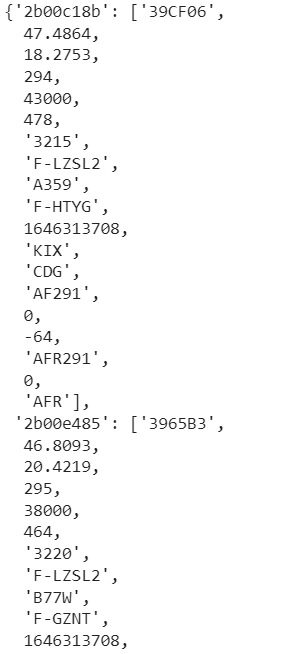 {'2b00c18b': ['39CF06',
47.4864,
18.2753,
294,
43000,
478,
'3215',
'F-LZSL2',
'A359',
'F-HTYG',
1646313708,
'KIX',
'CDG',
'AF291',
0,
-64,
'AFR291',
0,
'AFR'],
'2b00e485': ['3965B3',
46.8093,
20.4219,
295,
38000,
464,
'3220',
'F-LZSL2',
'B77W',
'F-GZNT',
1646313708,